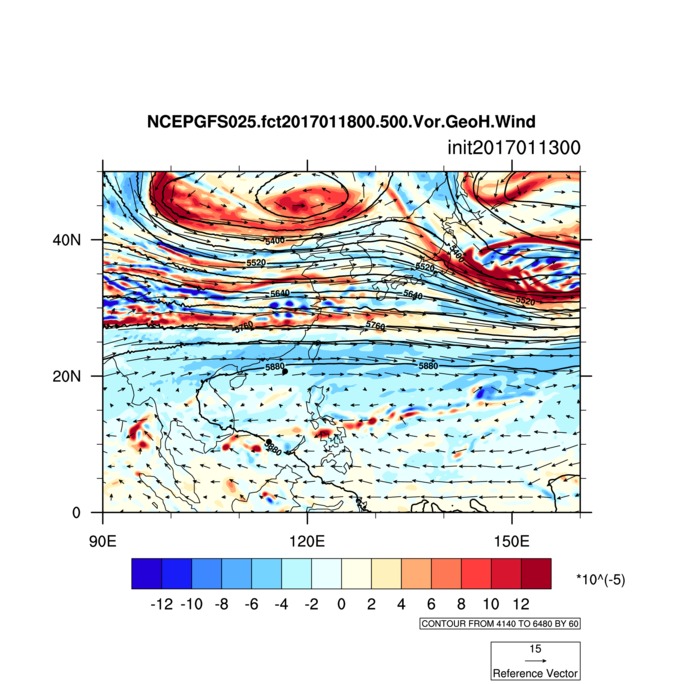 NCEPGFS025.fct2017011800.500.Vor.GeoH.Wind
init2017011300
40N
20N
0
90E 120E 150E
5400
5520
5640
5760
5880
5880
5400
5520
5640
5760
5880
5520
-12 -10 -8 -6 -4 -2 0 2 4 6 8 10 12
*10^(-5)
CONTOUR FROM 4140 TO 6480 BY 60
15
Reference Vector